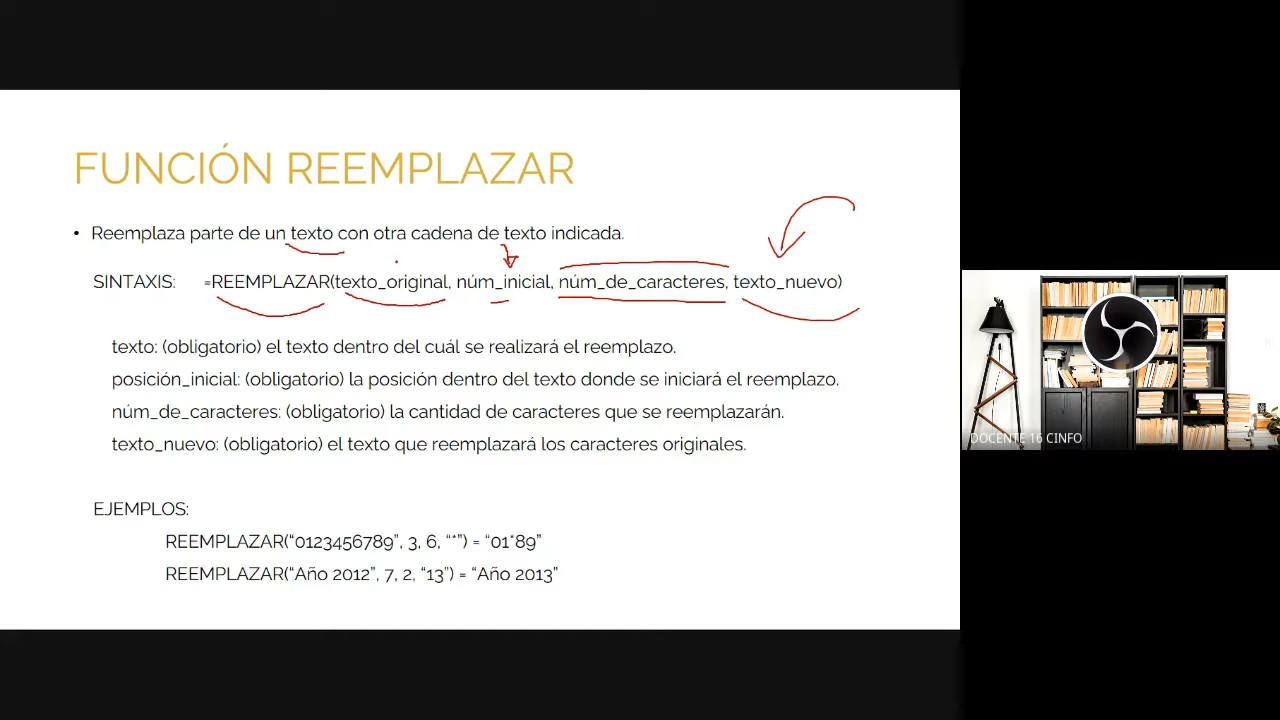 FUNCIÓN REEMPLAZAR
• Reemplaza parte de un texto con otra cadena de texto indicada.
SINTAXIS: =REEMPLAZAR(texto_original, núm_inicial, núm_de_caracteres, texto_nuevo)
texto: (obligatorio) el texto dentro del cuál se realizará el reemplazo.
posición_inicial: (obligatorio) la posición dentro del texto donde se iniciará el reemplazo.
núm_de_caracteres: (obligatorio) la cantidad de caracteres que se reemplazarán.
texto_nuevo: (obligatorio) el texto que reemplazará los caracteres originales.
EJEMPLOS:
REEMPLAZAR(“0123456789”, 3, 6, “*”) = “01*89”
REEMPLAZAR(“Año 2012”, 7, 2, “13”) = “Año 2013”
DOCENTE 16 CINFO